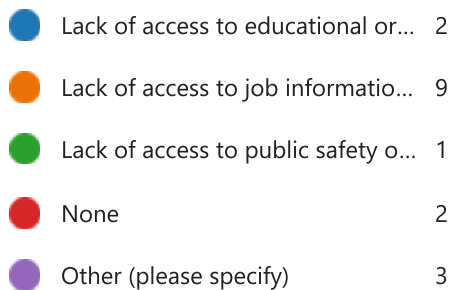 Lack of access to educational or... 2
Lack of access to job informatio... 9
Lack of access to public safety o... 1
None 2
Other (please specify) 3